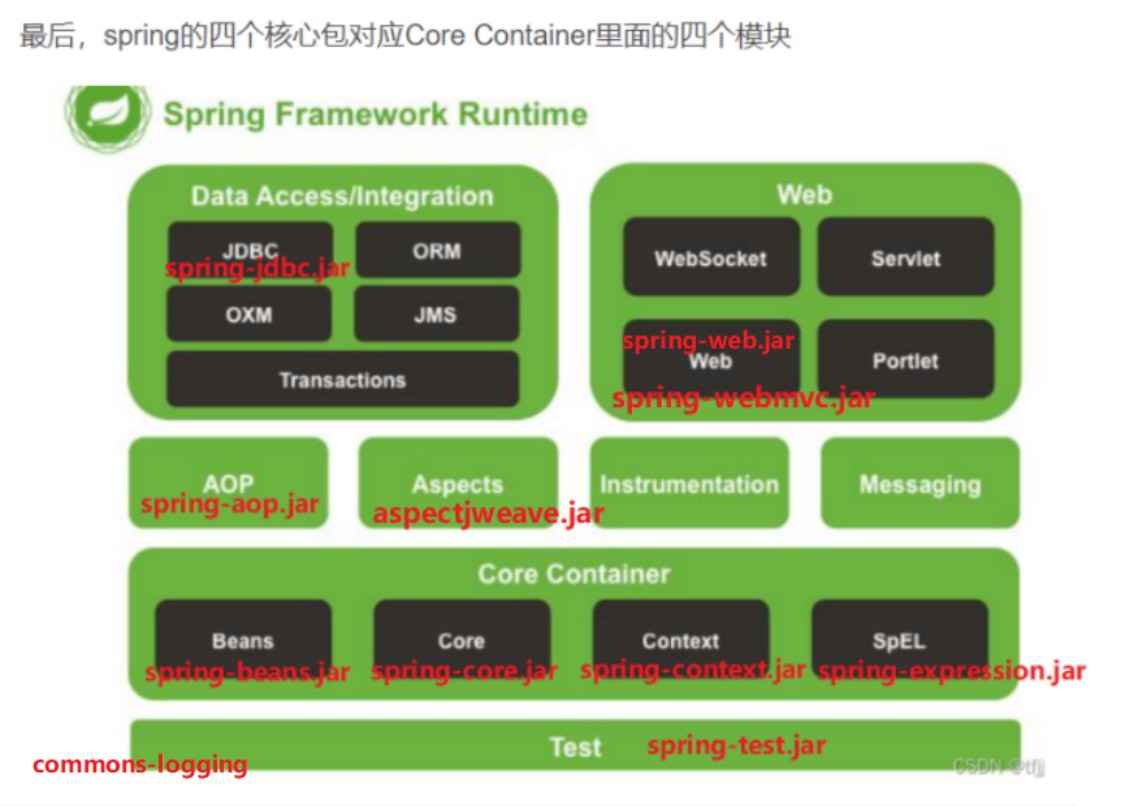 最后，spring的四个核心包对应Core Container里面的四个模块
Spring Framework Runtime
Data Access/Integration
JDBC
spring-jdbc.jar
ORM
OXM
JMS
Transactions
Web
WebSocket
Servlet
spring-web.jar
Web
Portlet
spring-webmvc.jar
AOP
spring-aop.jar
Aspects
aspectjweave.jar
Instrumentation
Messaging
Core Container
Beans
spring-beans.jar
Core
spring-core.jar
Context
spring-context.jar
SpEL
spring-expression.jar
Test
spring-test.jar
commons-logging
CSDN @tfjj